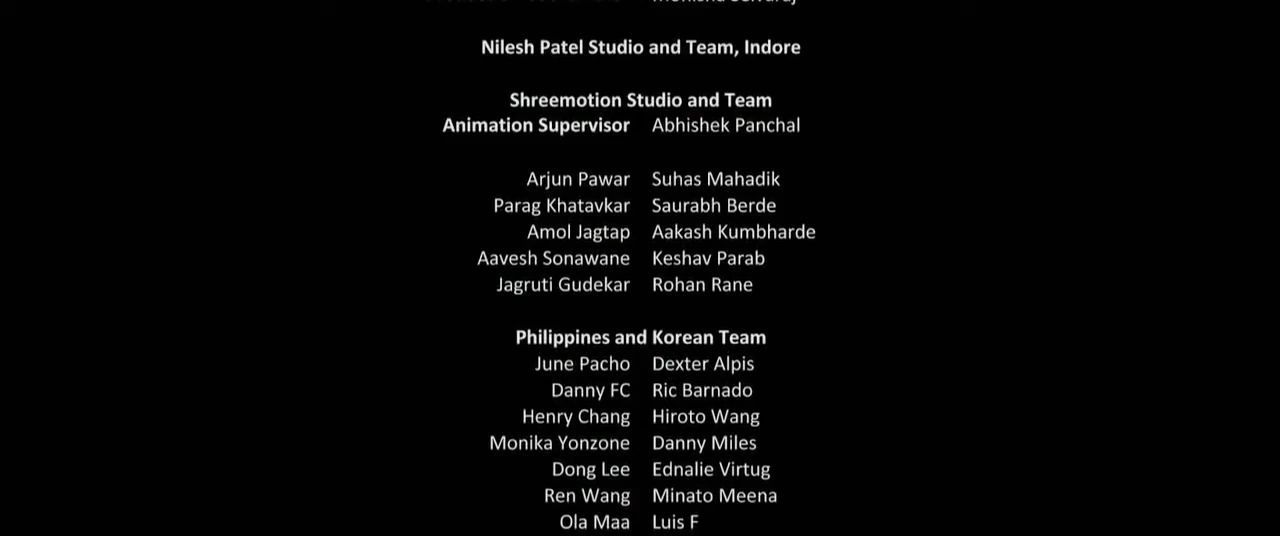 Nilesh Patel Studio and Team, Indore
Shreemotion Studio and Team
Animation Supervisor Abhishek Panchal
Arjun Pawar Suhas Mahadik
Parag Khatavkar Saurabh Berde
Amol Jagtap Aakash Kumbharde
Aavesh Sonawane Keshav Parab
Jagruti Gudekar Rohan Rane
Philippines and Korean Team
June Pacho Dexter Alpis
Danny FC Ric Barnado
Henry Chang Hiroto Wang
Monika Yonzone Danny Miles
Dong Lee Ednalie Virtug
Ren Wang Minato Meena
Ola Maa Luis F